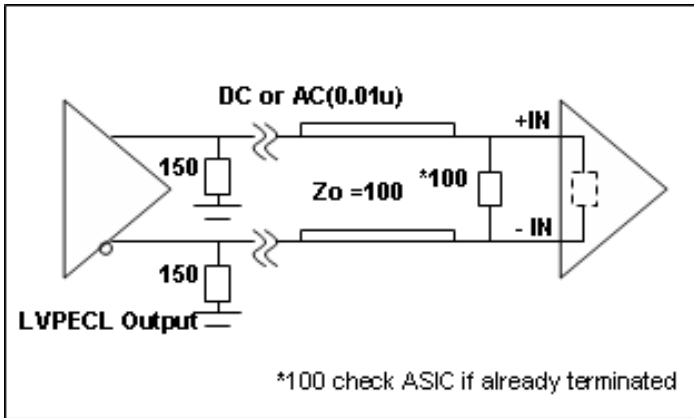 DC or AC(0.01u)
+IN
150
Zo =100
*100
- IN
150
LVPECL Output
*100 check ASIC if already terminated